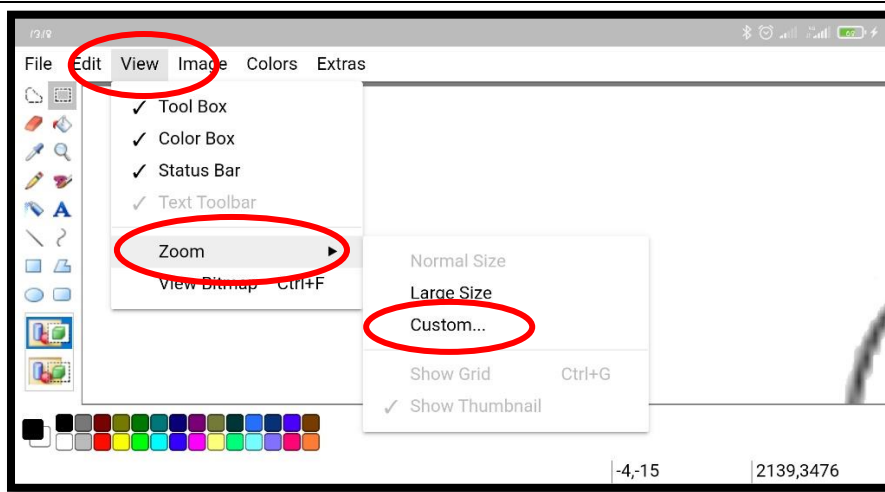 File Edit View Image Colors Extras
✓ Tool Box
✓ Color Box
✓ Status Bar
✓ Text Toolbar
Zoom ▶
View Bitmap Ctrl+F
Normal Size
Large Size
Custom...
Show Grid Ctrl+G
✓ Show Thumbnail
A
-4,-15 2139,3476